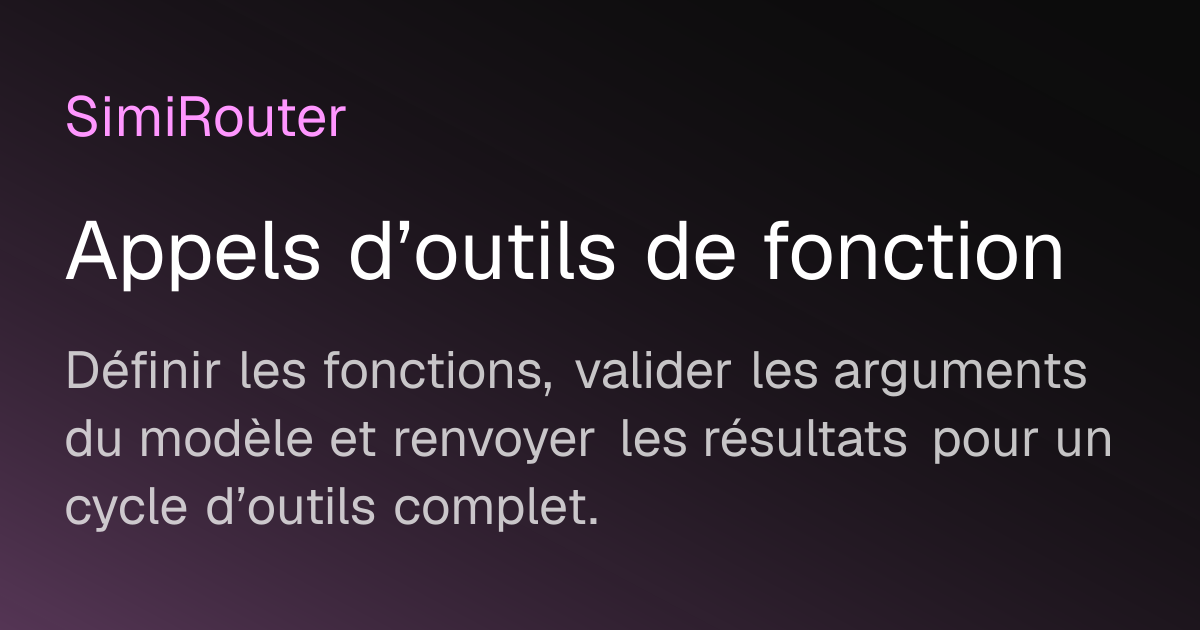 SimiRouter
Appels d’outils de fonction
Définir les fonctions, valider les arguments
du modèle et renvoyer les résultats pour un
cycle d’outils complet.